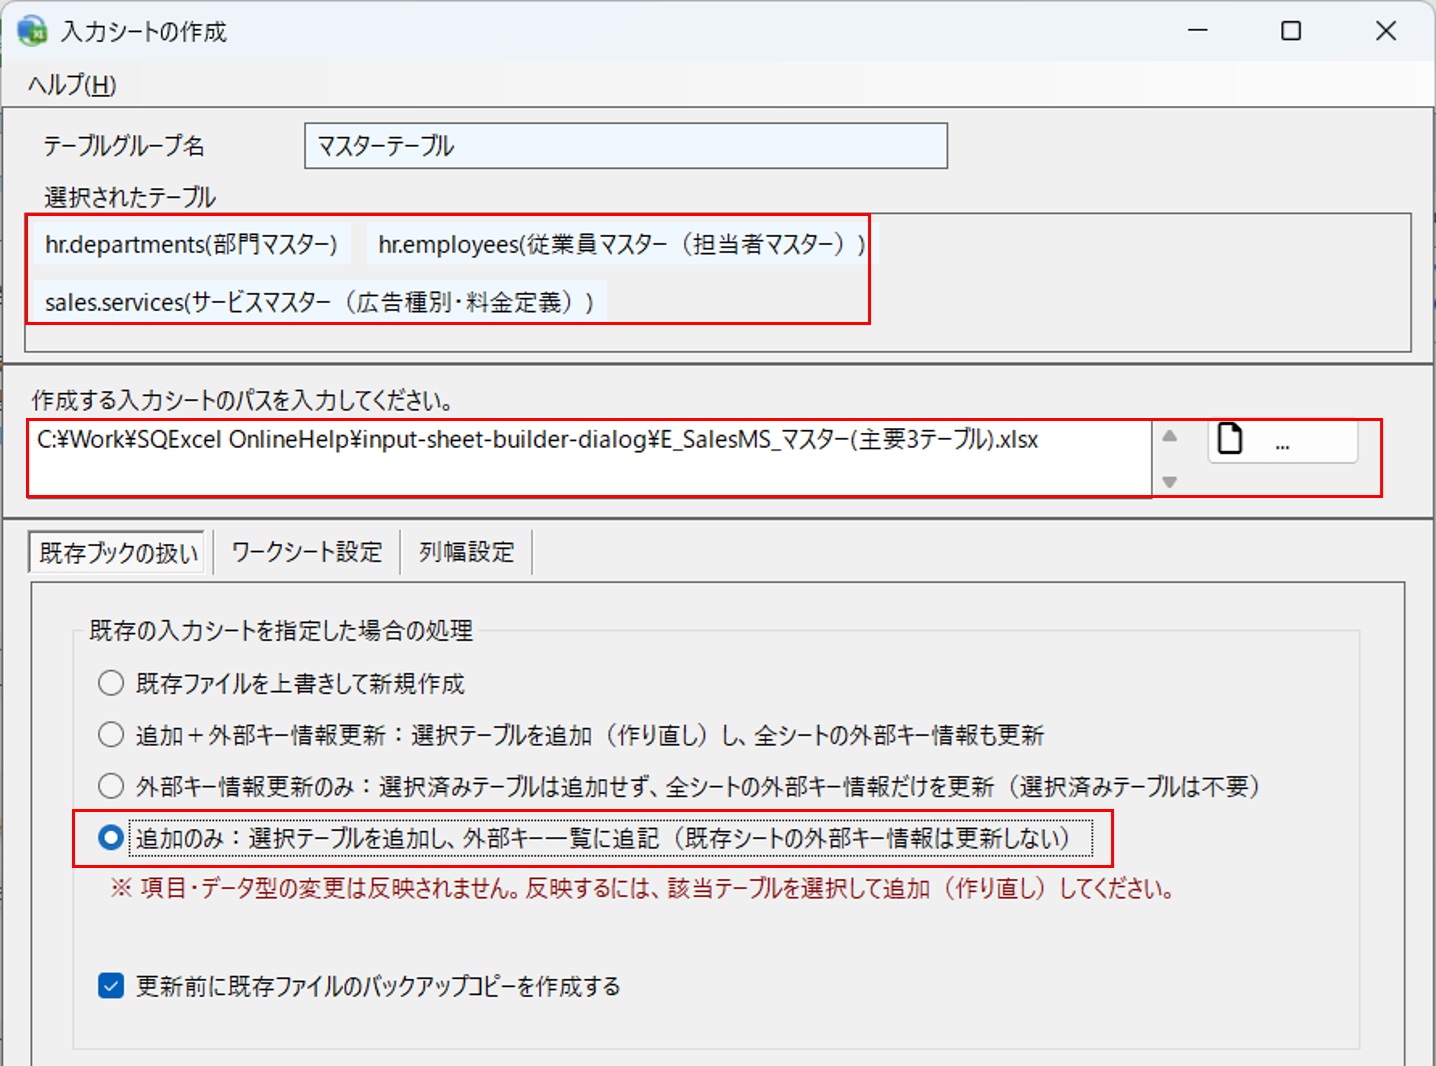 入力シートの作成
ヘルプ(H)
テーブルグループ名 マスターテーブル
選択されたテーブル
hr.departments(部門マスター) hr.employees(従業員マスター（担当者マスター）)
sales.services(サービスマスター（広告種別・料金定義）)
作成する入力シートのパスを入力してください。
C:¥Work¥SQExcel OnlineHelp¥input-sheet-builder-dialog¥E_SalesMS_マスター(主要3テーブル).xlsx ...
既存ブックの扱い ワークシート設定 列幅設定
既存の入力シートを指定した場合の処理
既存ファイルを上書きして新規作成
追加＋外部キー情報更新：選択テーブルを追加（作り直し）し、全シートの外部キー情報も更新
外部キー情報更新のみ：選択済みテーブルは追加せず、全シートの外部キー情報だけを更新（選択済みテーブルは不要）
追加のみ：選択テーブルを追加し、外部キー一覧に追記（既存シートの外部キー情報は更新しない）
※ 項目・データ型の変更は反映されません。反映するには、該当テーブルを選択して追加（作り直し）してください。
更新前に既存ファイルのバックアップコピーを作成する